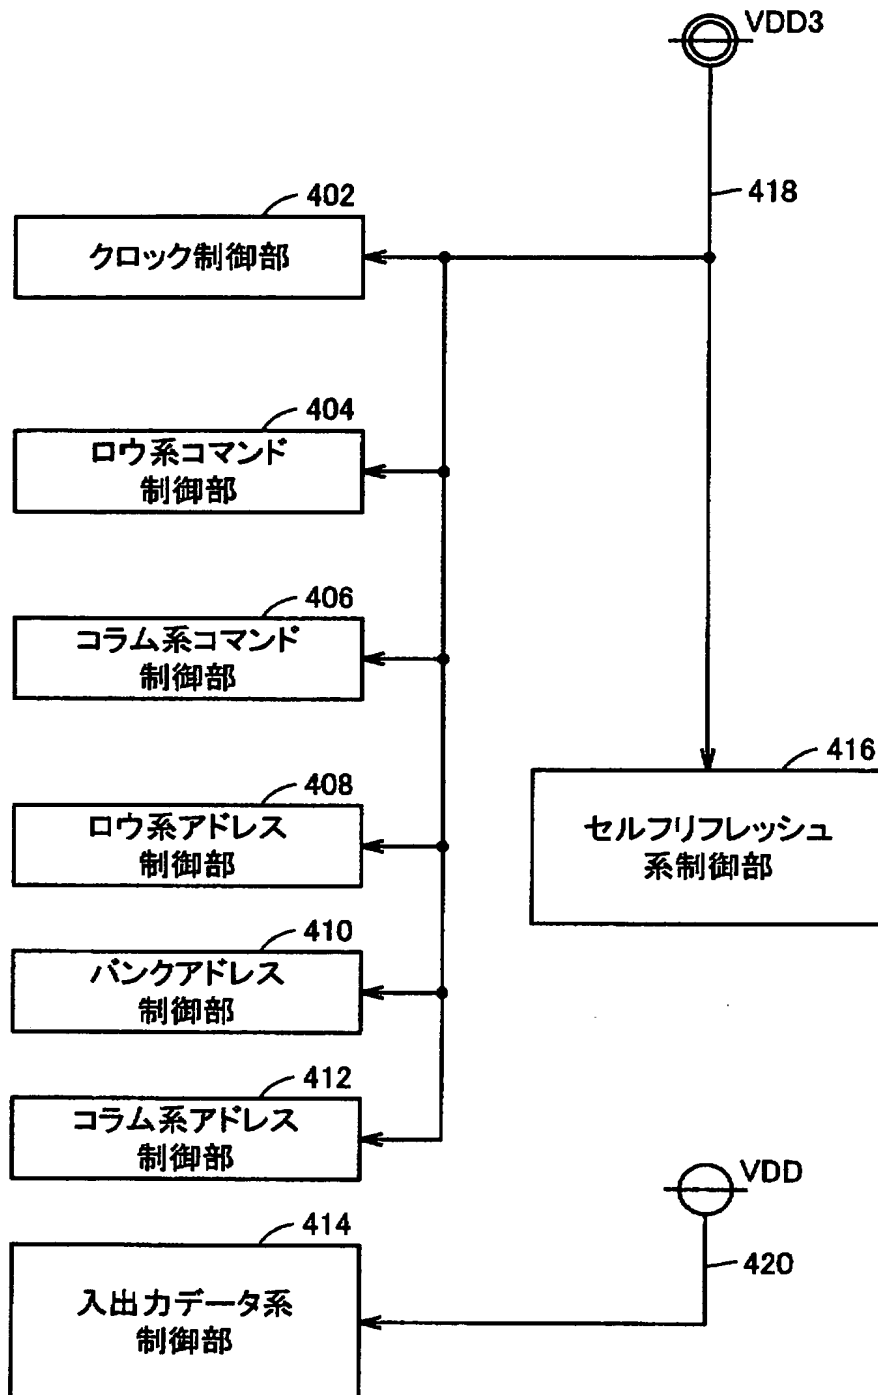 VDD3
418
402
クロック制御部
404
ロウ系コマンド
制御部
406
コラム系コマンド
制御部
416
セルフリフレッシュ
系制御部
408
ロウ系アドレス
制御部
410
バンクアドレス
制御部
412
コラム系アドレス
制御部
VDD
420
414
入出力データ系
制御部